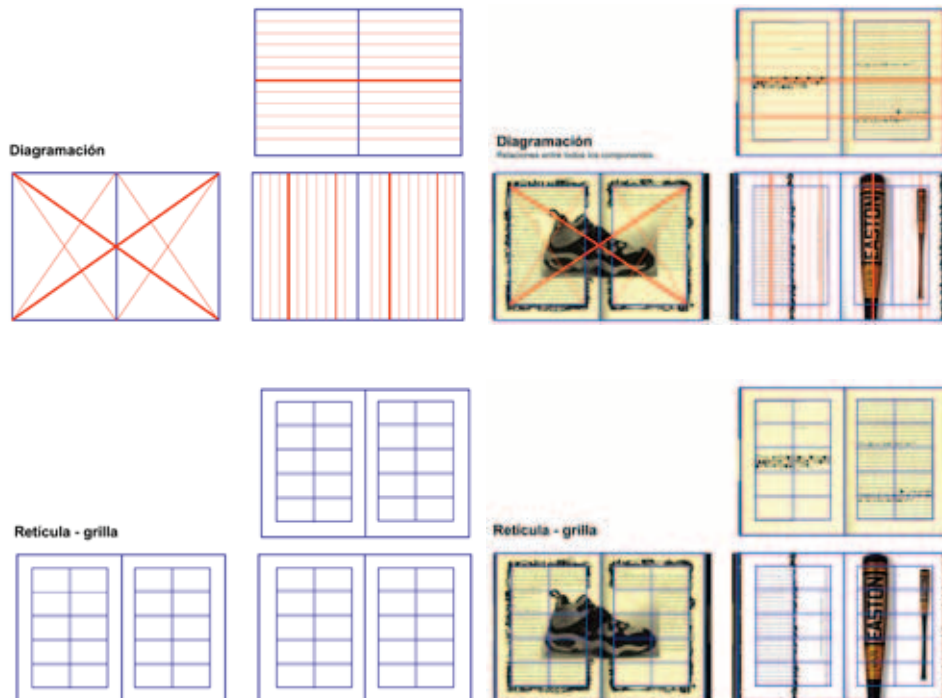 Diagramación
Diagramación
Relaciones entre todos los componentes.
EASTON
Retícula - grilla
Retícula - grilla
EASTON